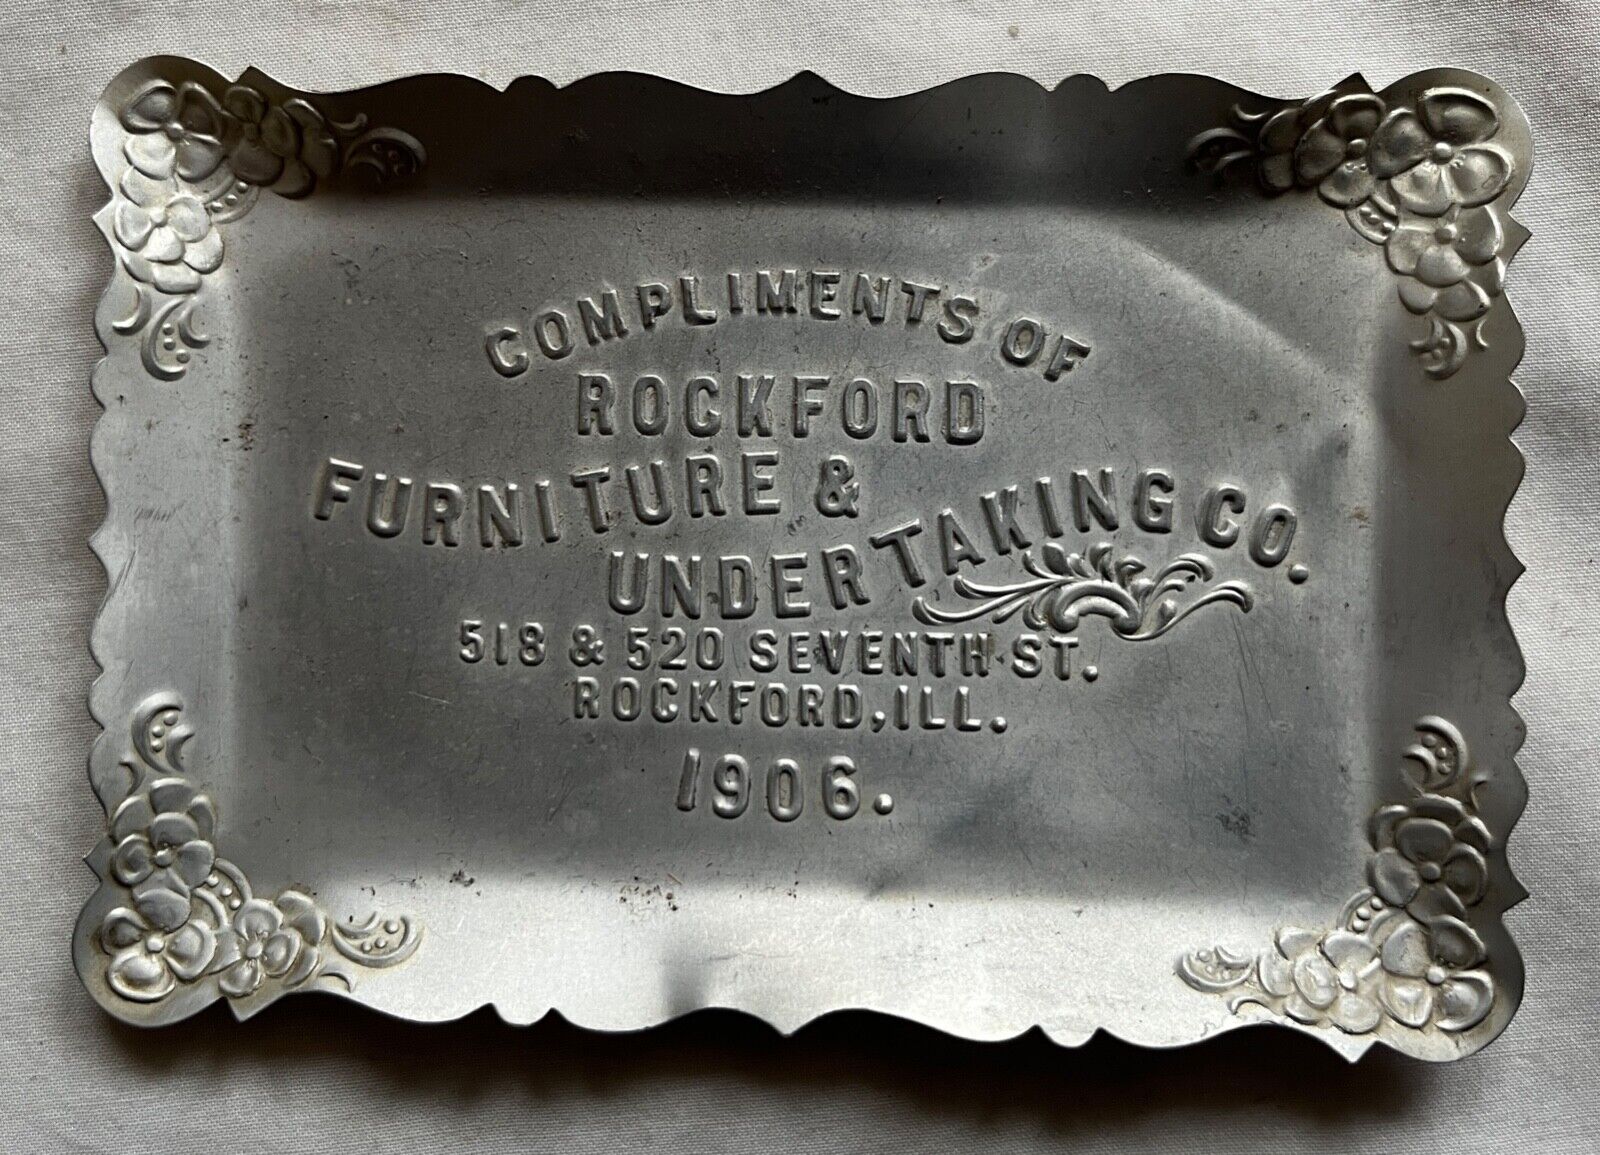 COMPLIMENTS OF
ROCKFORD
FURNITURE &
UNDERTAKING CO.
518 & 520 SEVENTH ST.
ROCKFORD, ILL.
1906.